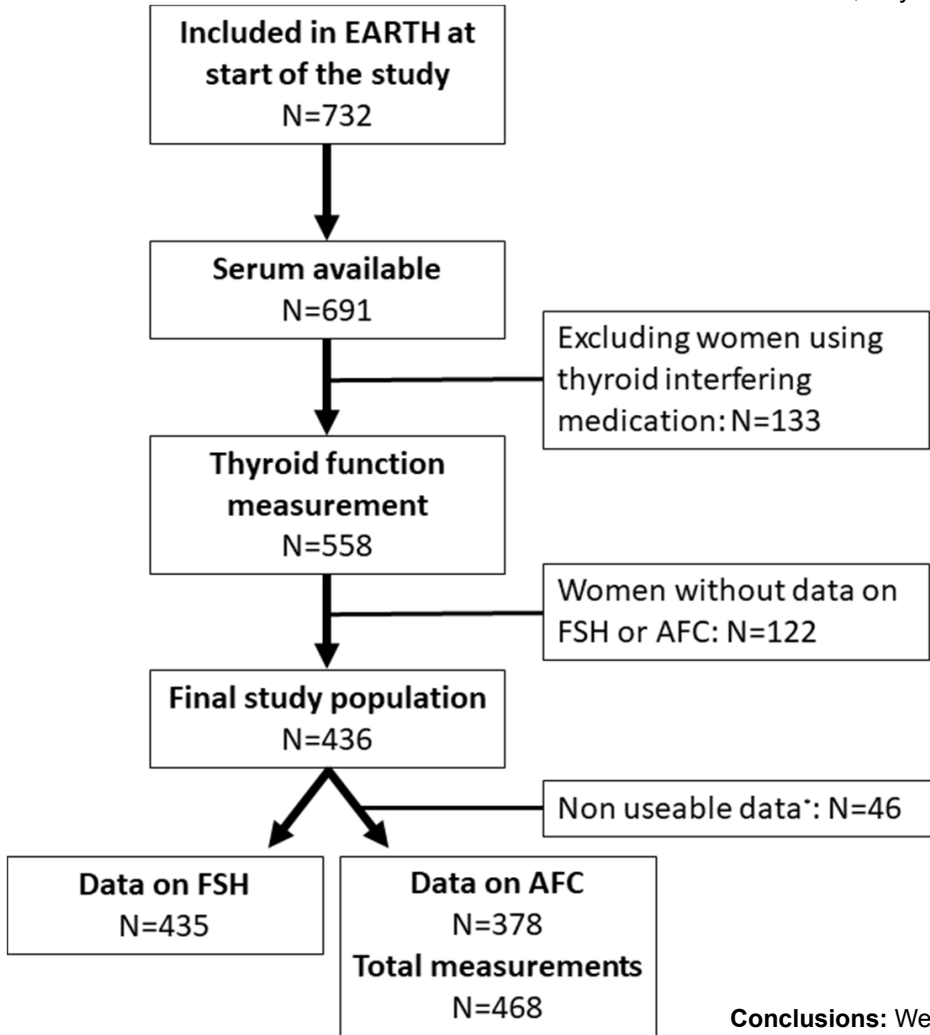 Included in EARTH at
start of the study
N=732
Serum available
N=691
Excluding women using
thyroid interfering
medication: N=133
Thyroid function
measurement
N=558
Women without data on
FSH or AFC: N=122
Final study population
N=436
Non useable data*: N=46
Data on FSH
N=435
Data on AFC
N=378
Total measurements
N=468
Conclusions: We